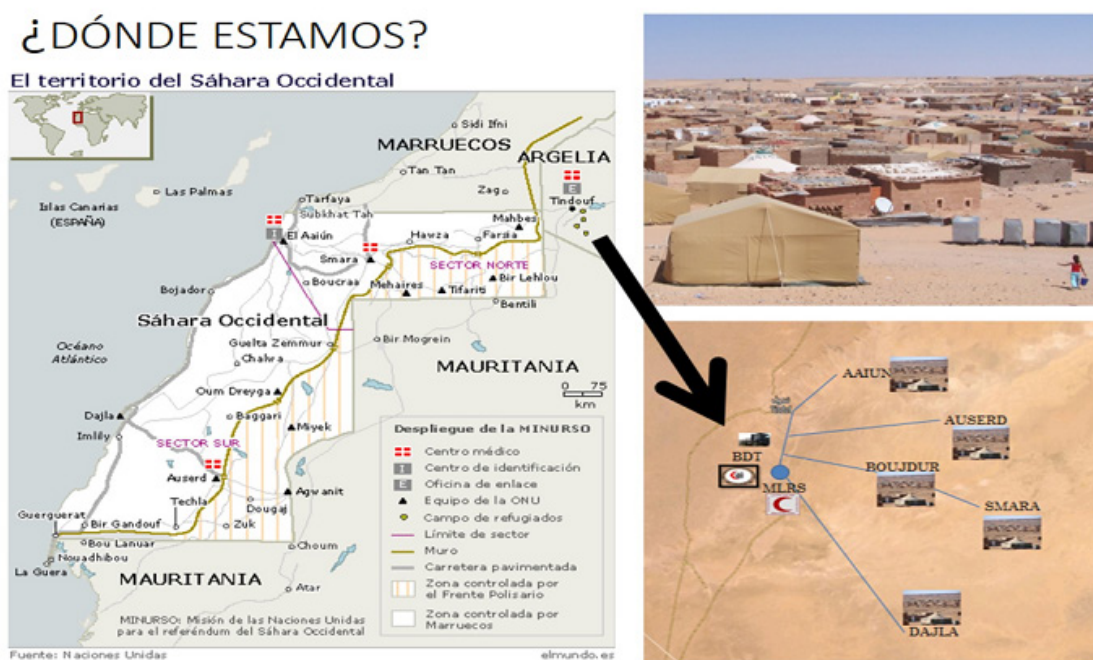 ¿DÓNDE ESTAMOS?
El territorio del Sáhara Occidental
Sidi Ifni
MARRUECOS
ARGELIA
Tan Tan
Zag
E
Tindouf
Las Palmas
Islas Canarias
(ESPAÑA)
Tarfaya
Subkhat Tah
Mahbes
I
El Aaiún
Hawza
Farsia
Smara
SECTOR NORTE
Bir Lehlou
Boucraa
Mehaires
Tifariti
Bojador
Bentili
Sáhara Occidental
Océano
Atlántico
Guelta Zemmur
Bir Mogrein
Chalwa
MAURITANIA
Oum Dreyga
0 75
km
Dajla
Baggari
Miyek
Imlily
SECTOR SUR
Auserd
Agwanit
Techla
Dougaj
Guerguerat
Bir Gandouf
Zuk
Bou Lanuar
Nouadhibou
Choum
La Guera
MAURITANIA
Atar
Despliegue de la MINURSO
Centro médico
I Centro de identificación
E Oficina de enlace
Equipo de la ONU
Campo de refugiados
Límite de sector
Muro
Carretera pavimentada
Zona controlada por
el Frente Polisario
Zona controlada por
Marruecos
MINURSO: Misión de las Naciones Unidas
para el referéndum del Sáhara Occidental
Fuente: Naciones Unidas
elmundo.es
AAIUN
AUSERD
BDT
BOUJDUR
MLRS
SMARA
DAJLA